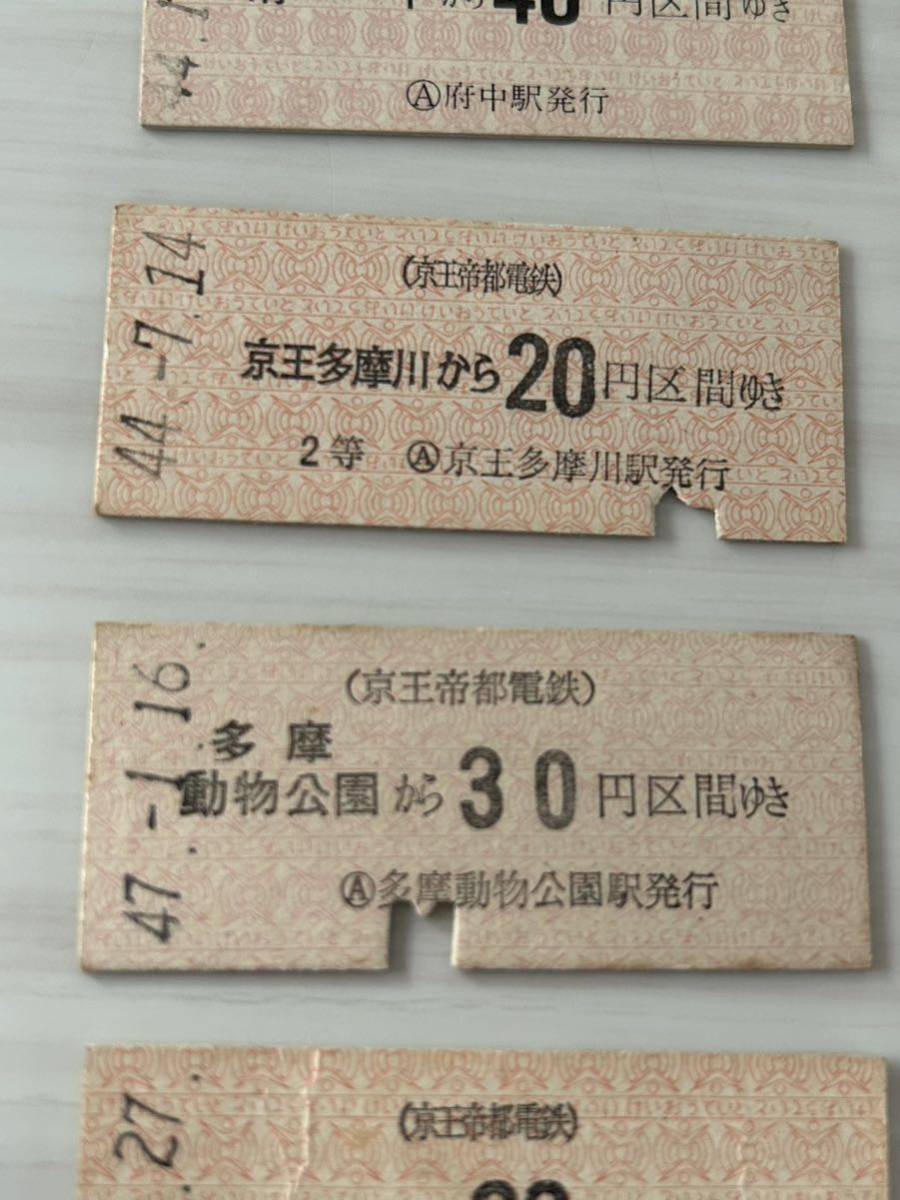 から40円区間ゆき
Ⓐ府中駅発行
44-7.14
(京王帝都電鉄)
京王多摩川から20円区間ゆき
2等 Ⓐ京王多摩川駅発行
47.-1.16.
(京王帝都電鉄)
多摩
動物公園から30円区間ゆき
Ⓐ多摩動物公園駅発行
27.
(京王帝都電鉄)